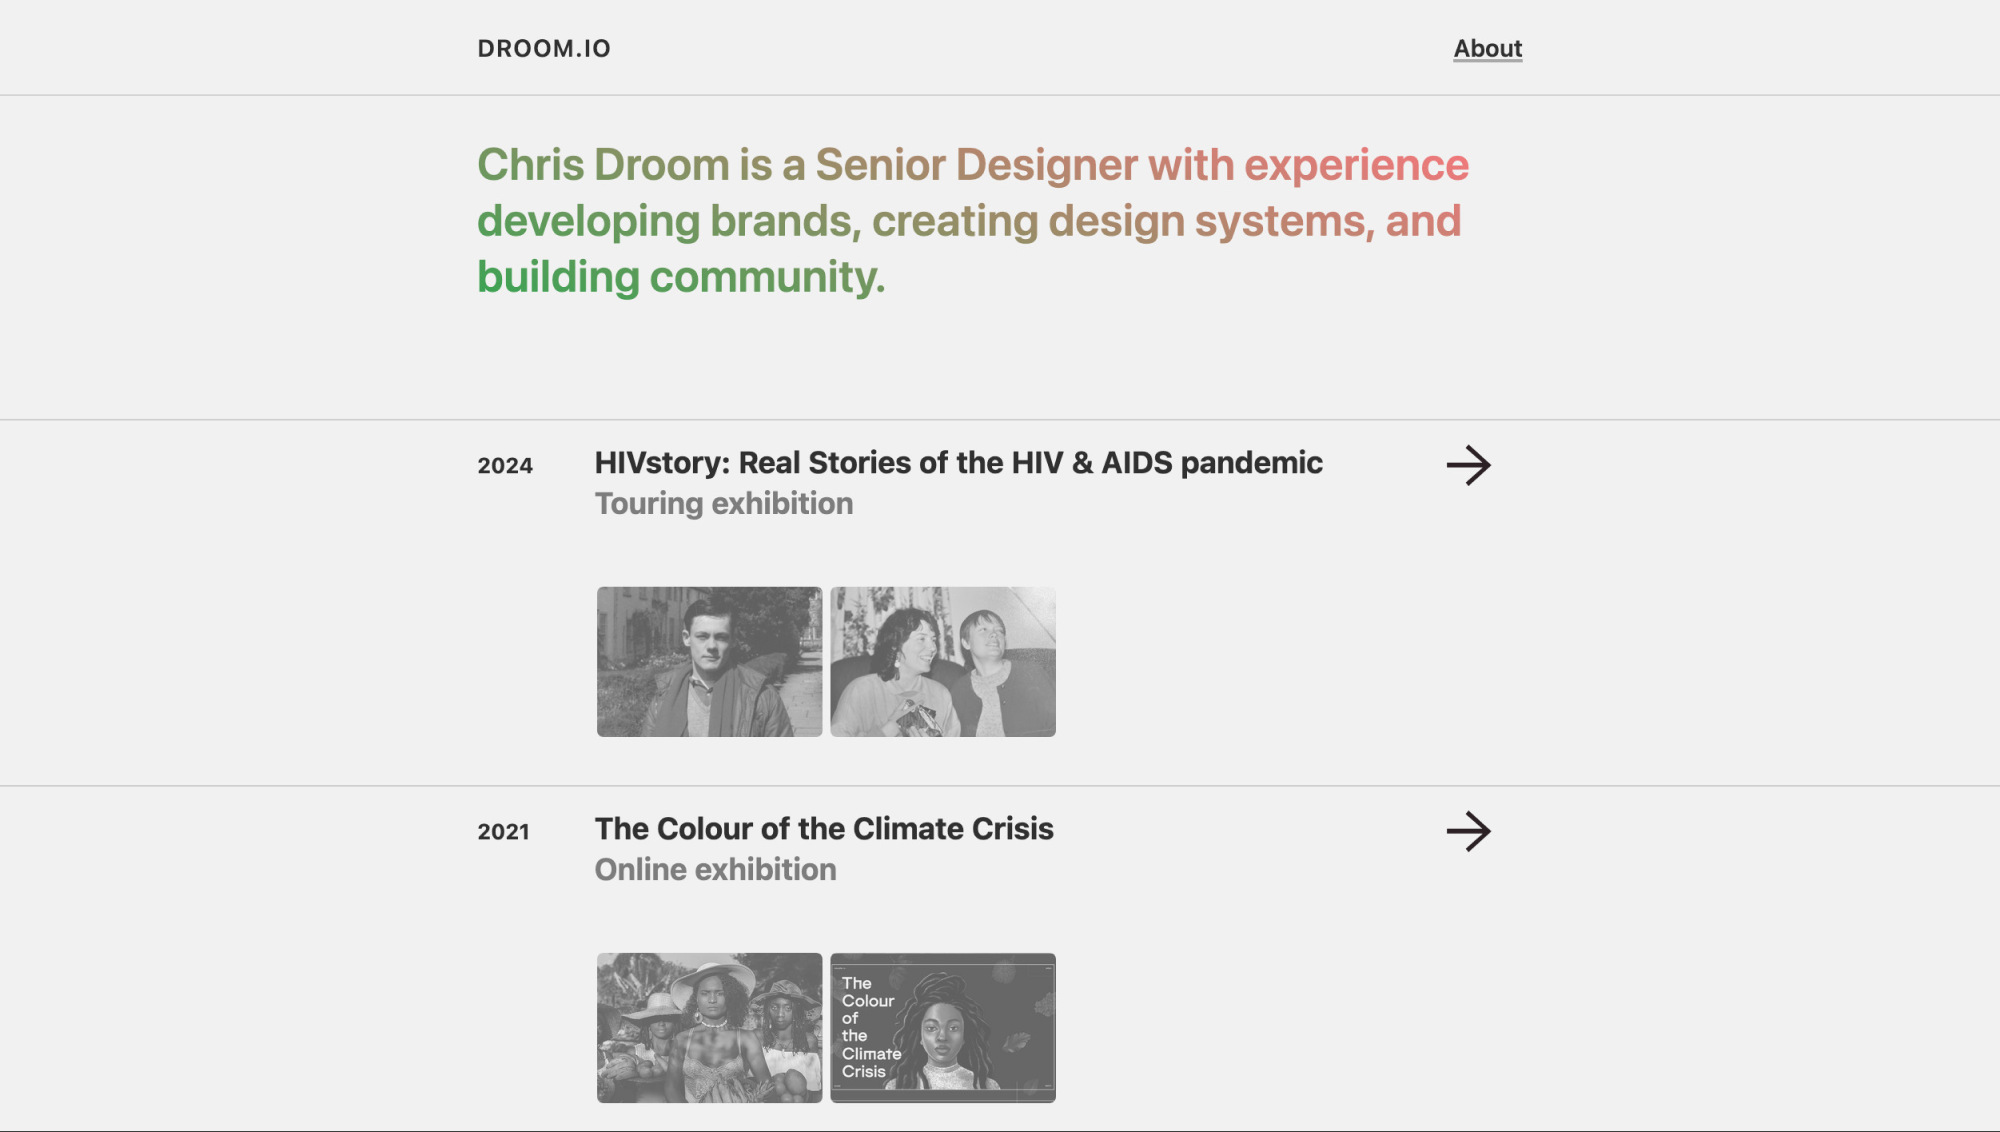 DROOM.IO
About
Chris Droom is a Senior Designer with experience
developing brands, creating design systems, and
building community.
2024
HIVstory: Real Stories of the HIV & AIDS pandemic
Touring exhibition
2021
The Colour of the Climate Crisis
Online exhibition
The
Colour
of
the
Climate
Crisis